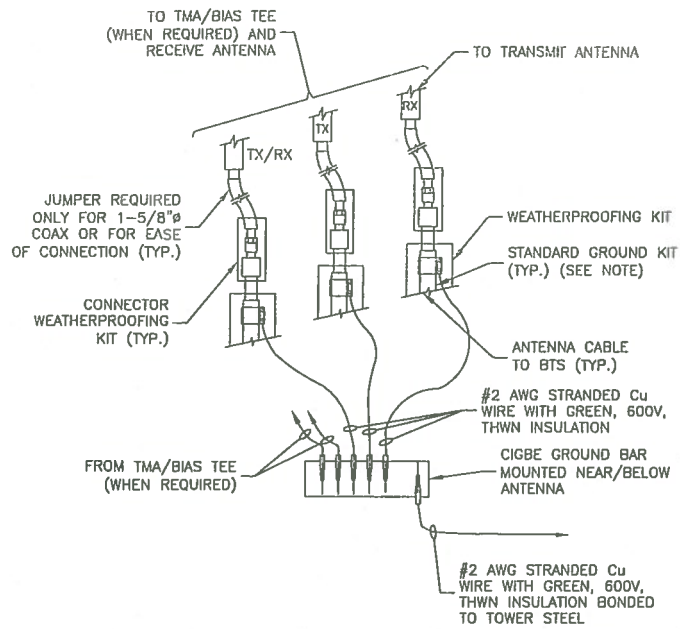 TO TMA/BIAS TEE
(WHEN REQUIRED) AND
RECEIVE ANTENNA
TO TRANSMIT ANTENNA
RX
TX
TX/RX
JUMPER REQUIRED
ONLY FOR 1-5/8"ø
COAX OR FOR EASE
OF CONNECTION (TYP.)
WEATHERPROOFING KIT
STANDARD GROUND KIT
(TYP.) (SEE NOTE)
CONNECTOR
WEATHERPROOFING
KIT (TYP.)
ANTENNA CABLE
TO BTS (TYP.)
#2 AWG STRANDED Cu
WIRE WITH GREEN, 600V,
THWN INSULATION
FROM TMA/BIAS TEE
(WHEN REQUIRED)
CIGBE GROUND BAR
MOUNTED NEAR/BELOW
ANTENNA
#2 AWG STRANDED Cu
WIRE WITH GREEN, 600V,
THWN INSULATION BONDED
TO TOWER STEEL